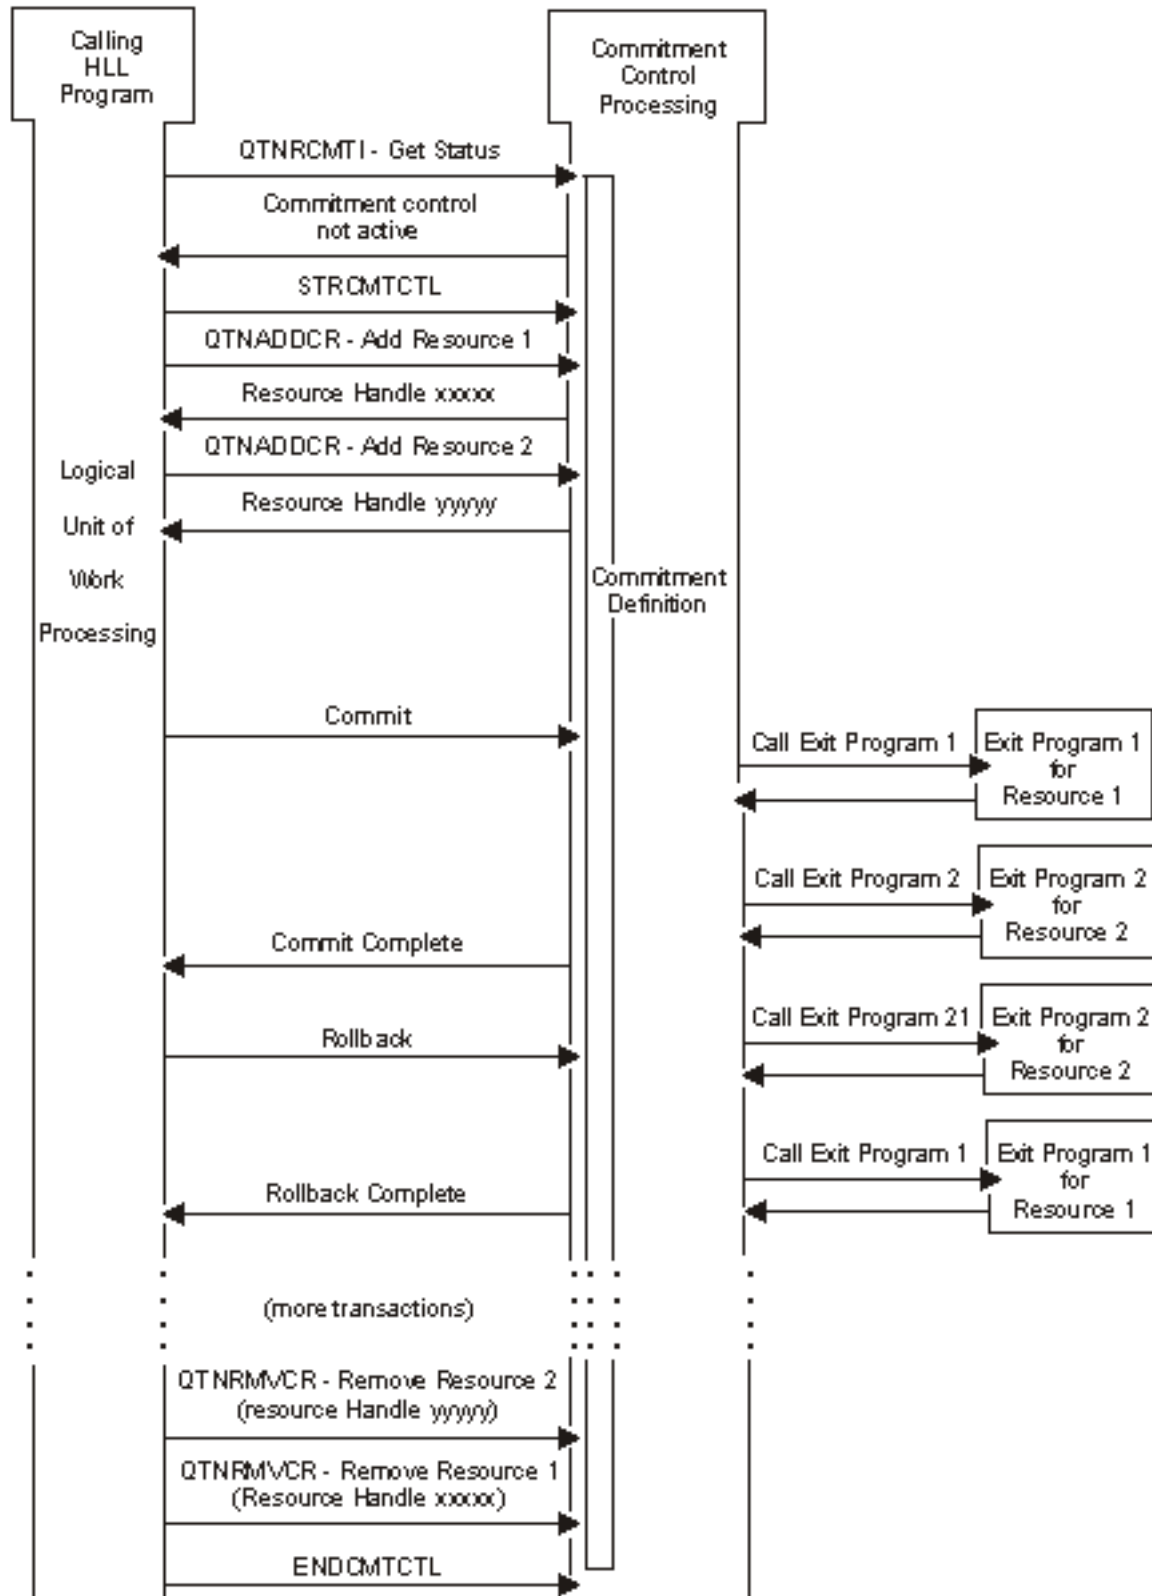 Calling
HLL
Program
Commitment
Control
Processing
QTNRCMTI - Get Status
Commitment control
not active
STRCMTCTL
QTNADDCR - Add Resource 1
Resource Handle xxxxx
QTNADDCR - Add Resource 2
Logical
Resource Handle yyyyy
Unit of
Work
Processing
Commitment
Definition
Commit
Call Exit Program 1
Exit Program 1
for
Resource 1
Call Exit Program 2
Exit Program 2
for
Resource 2
Commit Complete
Call Exit Program 21
Exit Program 2
for
Resource 2
Rollback
Call Exit Program 1
Exit Program 1
for
Resource 1
Rollback Complete
(more transactions)
QTNRMVCR - Remove Resource 2
(resource Handle yyyyy)
QTNRMVCR - Remove Resource 1
(Resource Handle xxxxx)
ENDCMTCTL